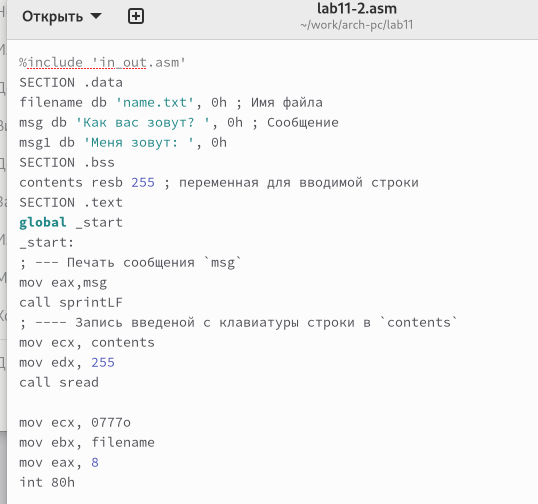 Открыть
lab11-2.asm
~/work/arch-pc/lab11
%include 'in_out.asm'
SECTION .data
filename db 'name.txt', 0h ; Имя файла
msg db 'Как вас зовут? ', 0h ; Сообщение
msg1 db 'Меня зовут: ', 0h
SECTION .bss
contents resb 255 ; переменная для вводимой строки
SECTION .text
global _start
_start:
; --- Печать сообщения `msg`
mov eax,msg
call sprintLF
; ---- Запись введеной с клавиатуры строки в `contents`
mov ecx, contents
mov edx, 255
call sread
mov ecx, 0777o
mov ebx, filename
mov eax, 8
int 80h